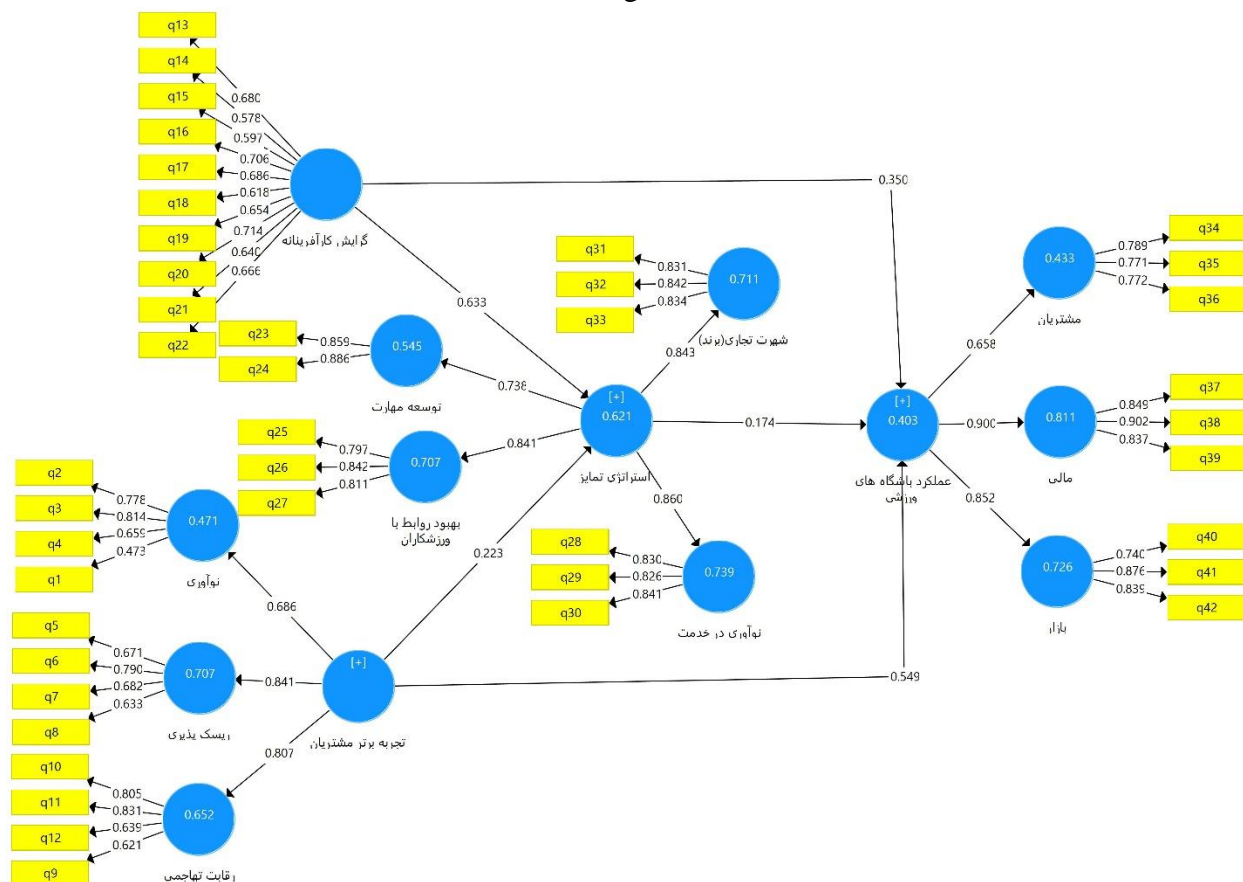 q13
q14
q15
q16
q17
q18
q19
q20
q21
q22
0.680
0.578
0.597
0.706
0.686
0.618
0.654
0.714
0.640
0.666
گرایش کارآفرینانه
0.350
0.633
q23
q24
0.859
0.886
0.545
توسعه مهارت
0.738
q31
q32
q33
0.831
0.842
0.834
0.711
شهرت تجاری(برند)
0.843
q25
q26
q27
0.797
0.842
0.811
0.707
بهبود روابط با
ورزشکاران
0.841
[+]
0.621
استراتژی تمایز
0.174
0.860
q28
q29
q30
0.830
0.826
0.841
0.739
نوآوری در خدمت
0.223
q2
q3
q4
q1
0.778
0.814
0.659
0.473
0.471
نوآوری
0.686
q5
q6
q7
q8
0.671
0.790
0.682
0.633
0.707
ریسک پذیری
0.841
q10
q11
q12
q9
0.805
0.831
0.639
0.621
0.652
رقابت تهاجمی
0.807
[+]
تجربه برتر مشتریان
0.549
[+]
0.403
عملکرد باشگاه های
ورزشی
0.658
0.900
0.852
0.433
مشتریان
0.789
0.771
0.772
q34
q35
q36
0.811
مالی
0.849
0.902
0.837
q37
q38
q39
0.726
بازار
0.740
0.876
0.839
q40
q41
q42